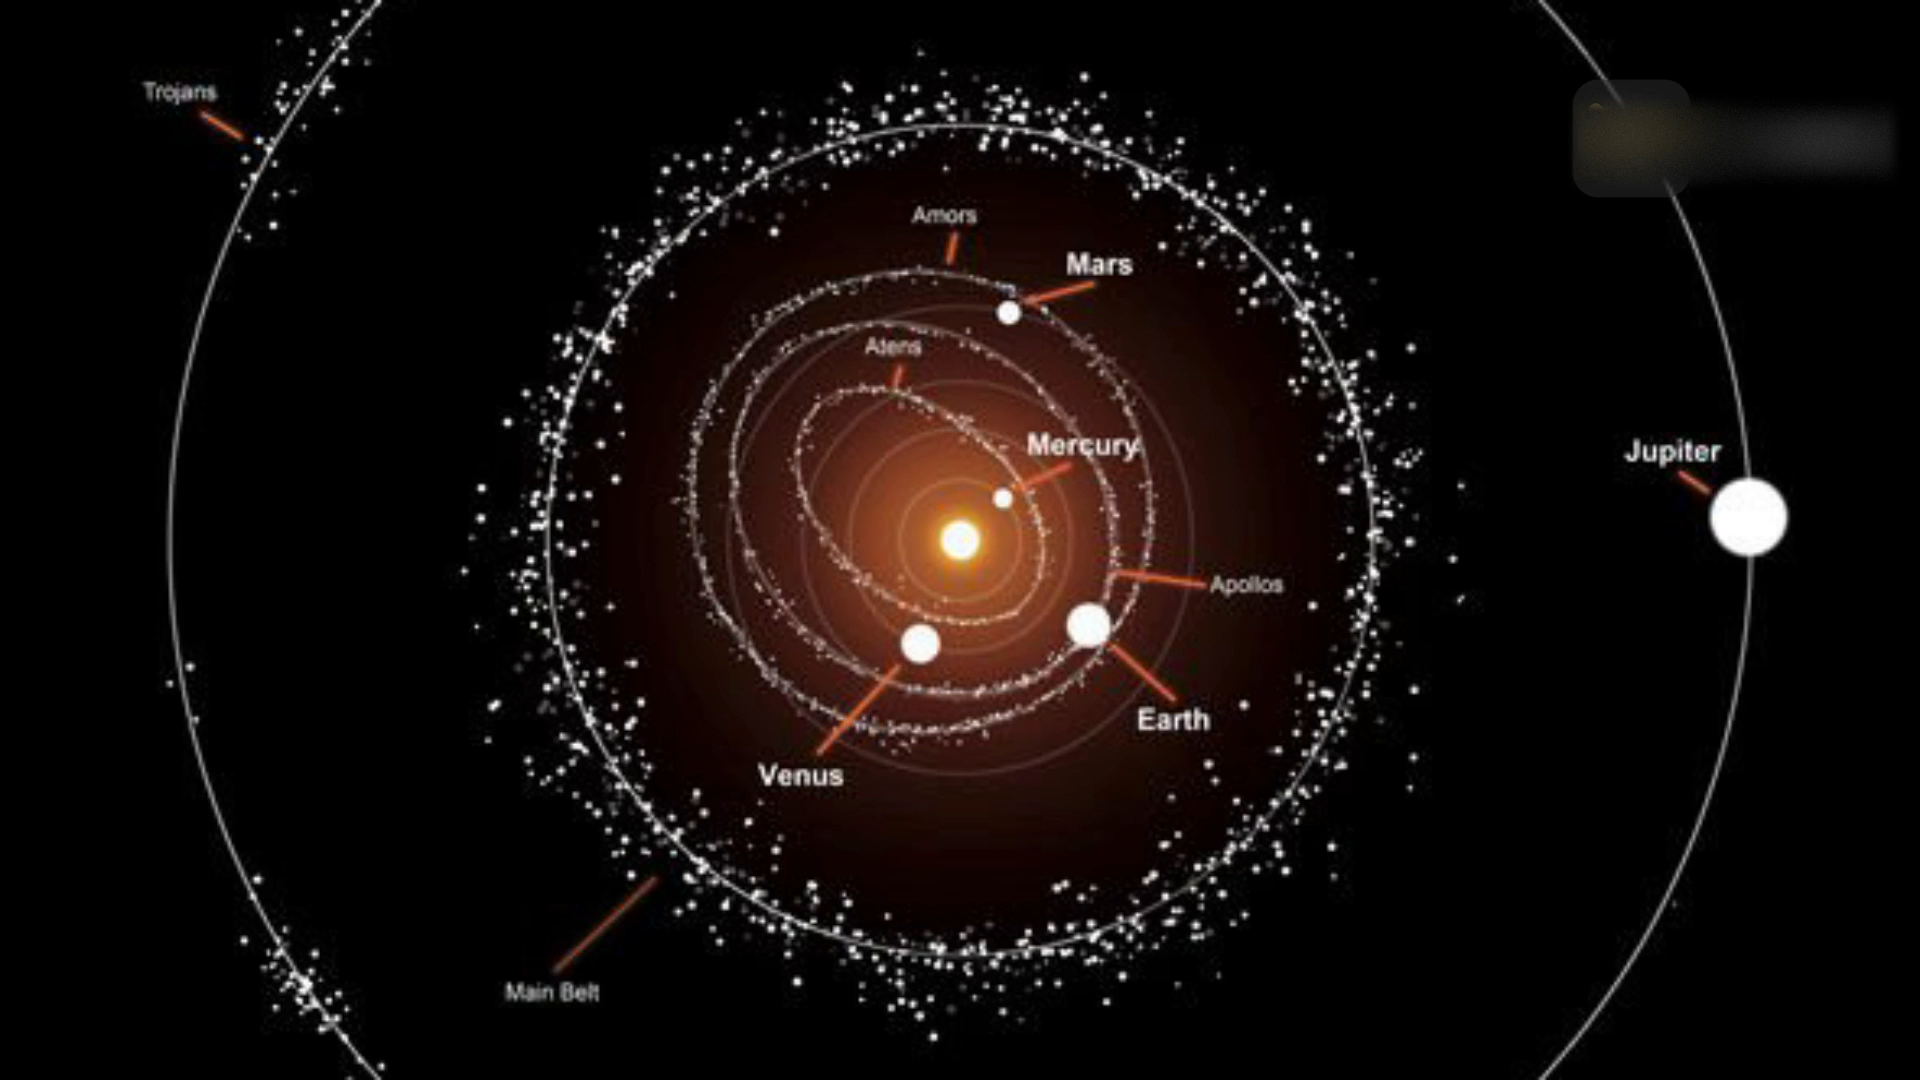 Trojans
Amors
Mars
Atens
Mercury
Jupiter
Apollos
Earth
Venus
Main Belt